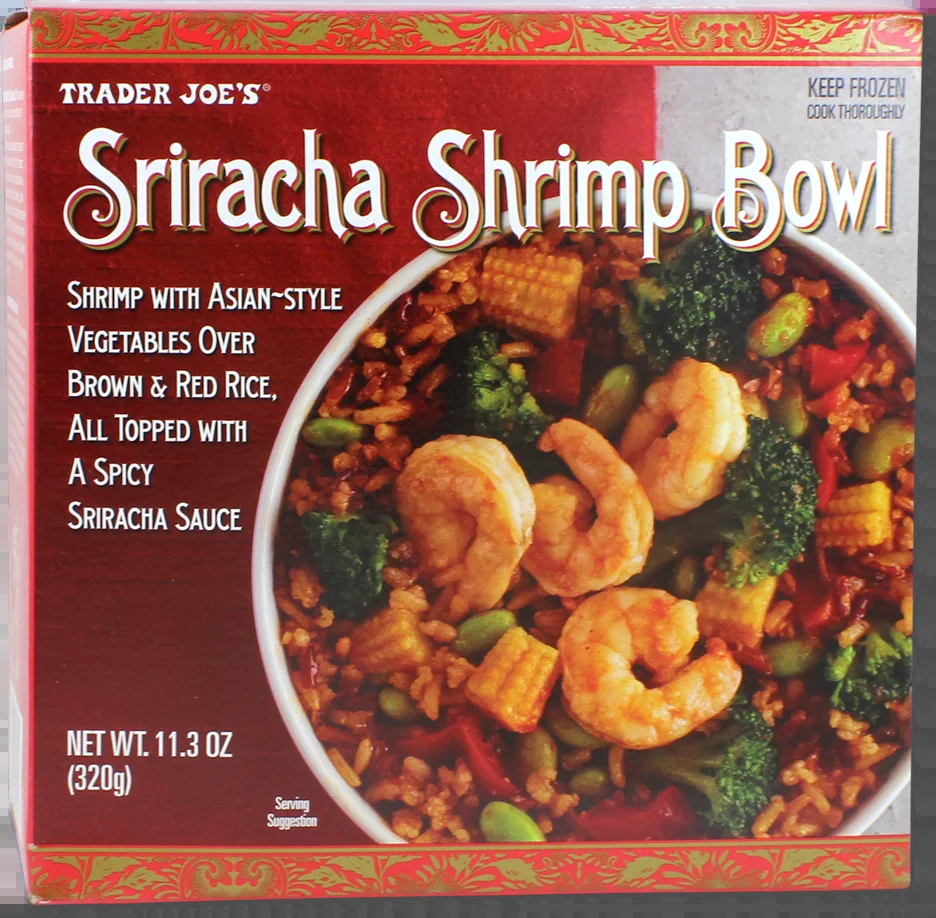 TRADER JOE'S®
KEEP FROZEN
COOK THOROUGHLY
Sriracha Shrimp Bowl
SHRIMP WITH ASIAN~STYLE
VEGETABLES OVER
BROWN & RED RICE,
ALL TOPPED WITH
A SPICY
SRIRACHA SAUCE
NET WT. 11.3 OZ
(320g)
Serving
Suggestion